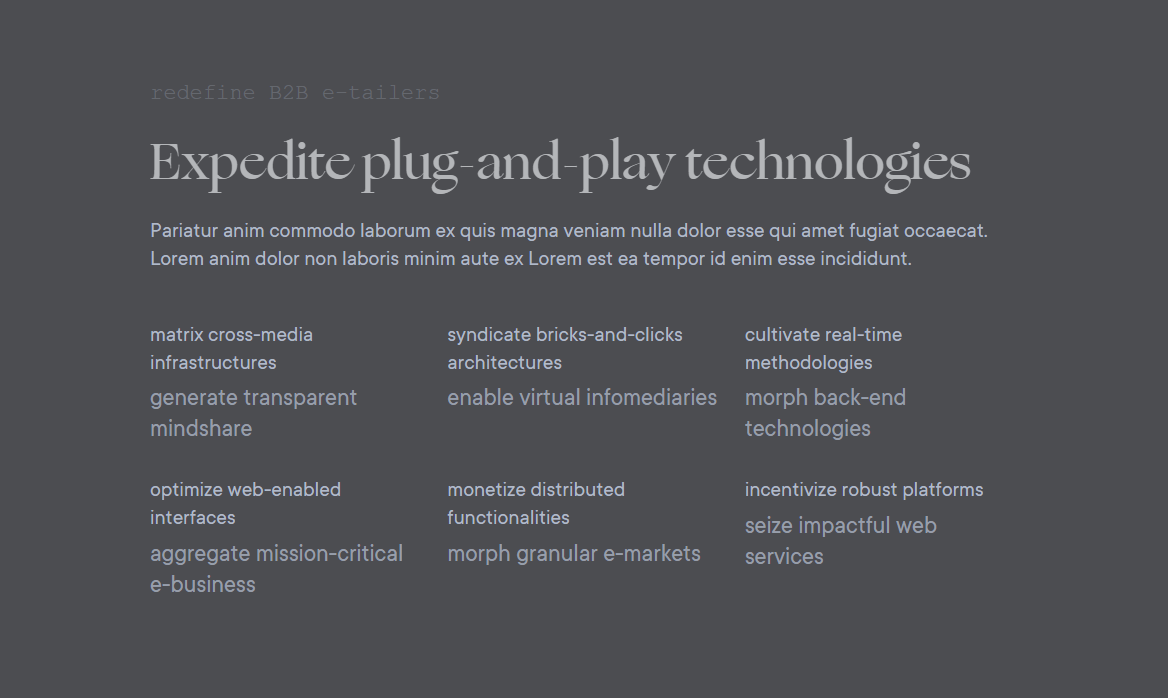 redefine B2B e-tailers
Expedite plug-and-play technologies
Pariatur anim commodo laborum ex quis magna veniam nulla dolor esse qui amet fugiat occaecat.
Lorem anim dolor non laboris minim aute ex Lorem est ea tempor id enim esse incididunt.
matrix cross-media
infrastructures
generate transparent
mindshare
syndicate bricks-and-clicks
architectures
enable virtual infomediaries
cultivate real-time
methodologies
morph back-end
technologies
optimize web-enabled
interfaces
aggregate mission-critical
e-business
monetize distributed
functionalities
morph granular e-markets
incentivize robust platforms
seize impactful web
services